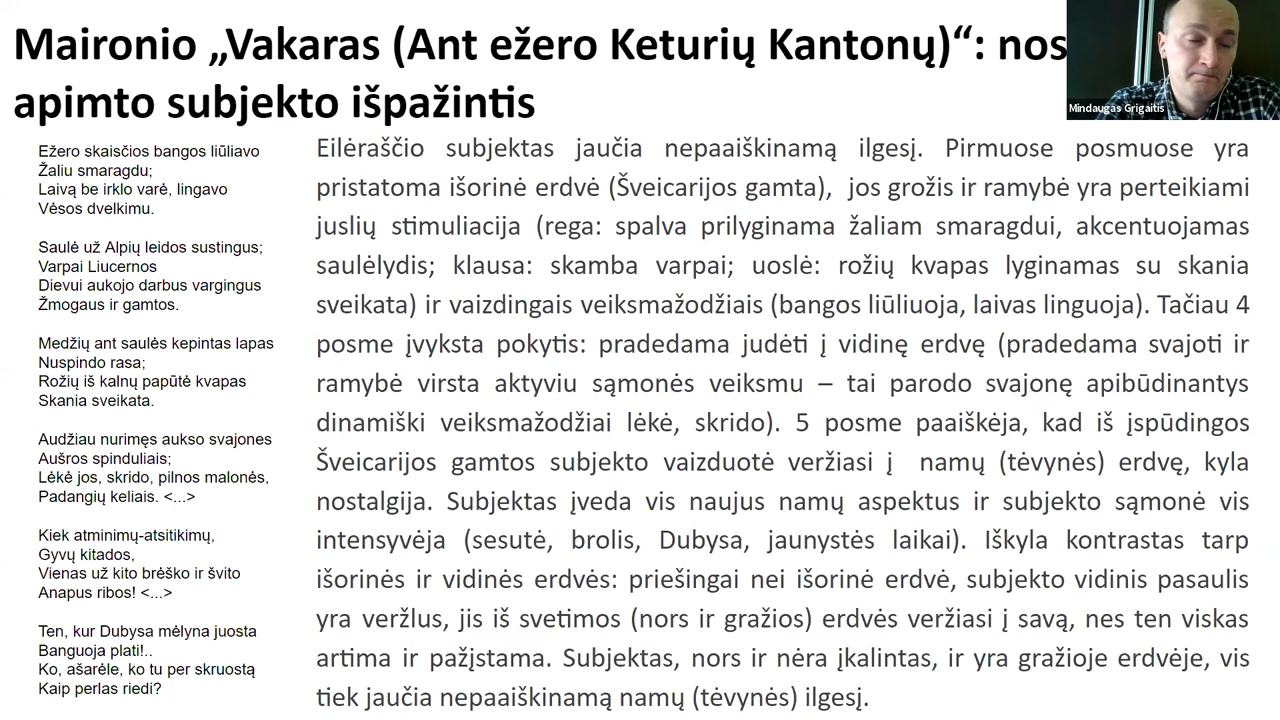 Maironio „Vakaras (Ant ežero Keturių Kantonų)“: nos
apimto subjekto išpažintis
Mindaugas Grigaitis
Ežero skaisčios bangos liūliavo
Žaliu smaragdu;
Laivą be irklo varė, lingavo
Vėsos dvelkimu.
Saulė už Alpių leidos sustingus;
Varpai Liucernos
Dievui aukojo darbus vargingus
Žmogaus ir gamtos.
Medžių ant saulės kepintas lapas
Nuspindo rasa;
Rožių iš kalnų papūtė kvapas
Skania sveikata.
Audžiau nurimęs aukso svajones
Aušros spinduliais;
Lėkė jos, skrido, pilnos malonės,
Padangių keliais. <...>
Kiek atminimų-atsitikimų,
Gyvų kitados,
Vienas už kito brėško ir švito
Anapus ribos! <...>
Ten, kur Dubysa mėlyna juosta
Banguoja plati!..
Ko, ašarėle, ko tu per skruostą
Kaip perlas riedi?
Eilėraščio subjektas jaučia nepaaiškinamą ilgesį. Pirmuose posmuose yra
pristatoma išorinė erdvė (Šveicarijos gamta), jos grožis ir ramybė yra perteikiami
juslių stimuliacija (rega: spalva prilyginama žaliam smaragdui, akcentuojamas
saulėlydis; klausa: skamba varpai; uoslė: rožių kvapas lyginamas su skania
sveikata) ir vaizdingais veiksmažodžiais (bangos liūliuoja, laivas linguoja). Tačiau 4
posme įvyksta pokytis: pradedama judėti į vidinę erdvę (pradedama svajoti ir
ramybė virsta aktyviu sąmonės veiksmu – tai parodo svajonę apibūdinantys
dinamiški veiksmažodžiai lėkė, skrido). 5 posme paaiškėja, kad iš įspūdingos
Šveicarijos gamtos subjekto vaizduotė veržiasi į namų (tėvynės) erdvę, kyla
nostalgija. Subjektas įveda vis naujus namų aspektus ir subjekto sąmonė vis
intensyvėja (sesutė, brolis, Dubysa, jaunystės laikai). Iškyla kontrastas tarp
išorinės ir vidinės erdvės: priešingai nei išorinė erdvė, subjekto vidinis pasaulis
yra veržlus, jis iš svetimos (nors ir gražios) erdvės veržiasi į savą, nes ten viskas
artima ir pažįstama. Subjektas, nors ir nėra įkalintas, ir yra gražioje erdvėje, vis
tiek jaučia nepaaiškinamą namų (tėvynės) ilgesį.